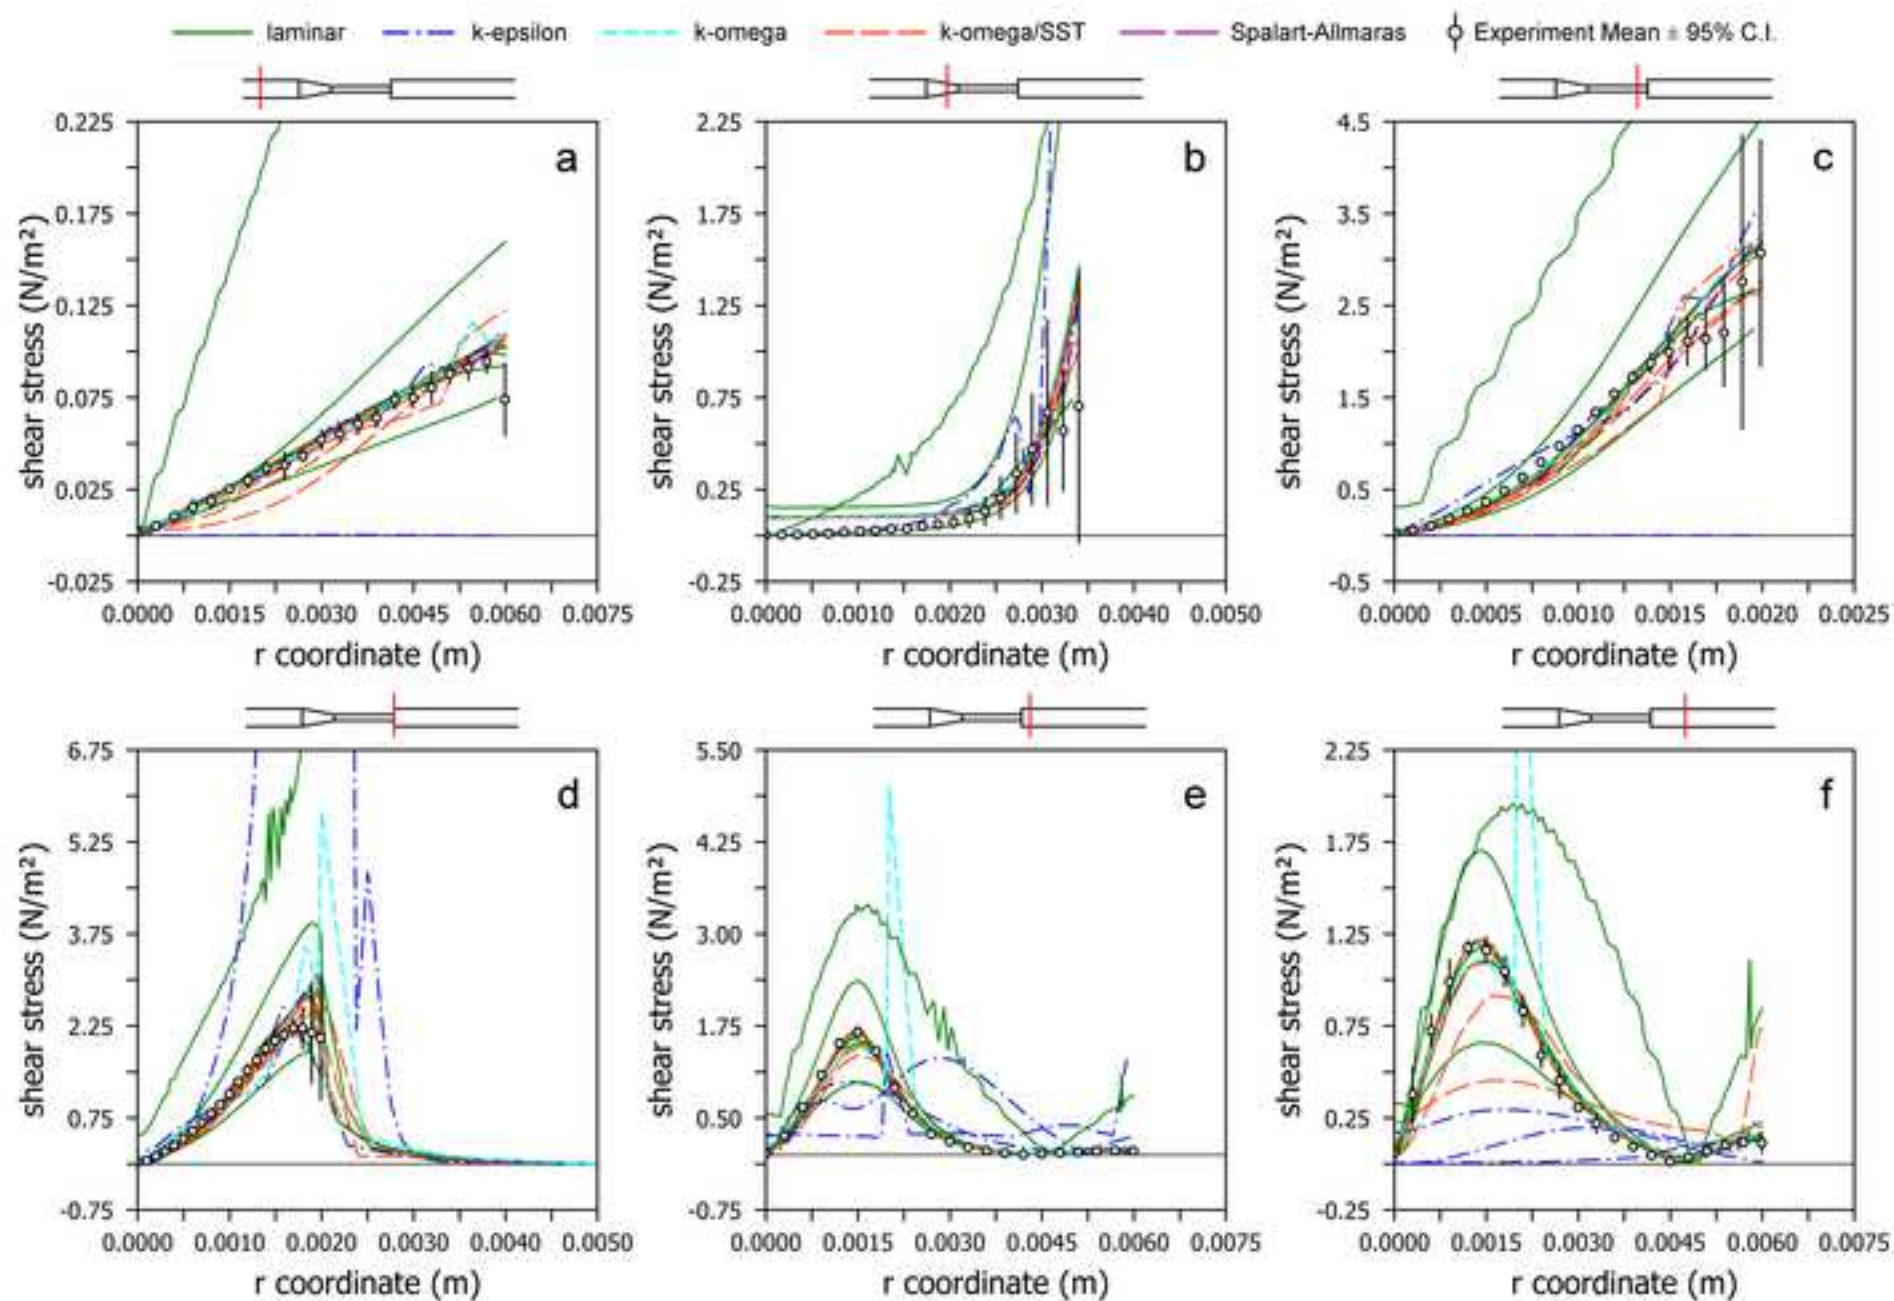 laminar k-epsilon k-omega k-omega/SST Spalart-Allmaras Experiment Mean ± 95% C.I.
a
shear stress (N/m²)
0.225
0.175
0.125
0.075
0.025
-0.025
0.0000 0.0015 0.0030 0.0045 0.0060 0.0075
r coordinate (m)
b
shear stress (N/m²)
2.25
1.75
1.25
0.75
0.25
-0.25
0.0000 0.0010 0.0020 0.0030 0.0040 0.0050
r coordinate (m)
c
shear stress (N/m²)
4.5
3.5
2.5
1.5
0.5
-0.5
0.0000 0.0005 0.0010 0.0015 0.0020 0.0025
r coordinate (m)
d
shear stress (N/m²)
6.75
5.25
3.75
2.25
0.75
-0.75
0.0000 0.0010 0.0020 0.0030 0.0040 0.0050
r coordinate (m)
e
shear stress (N/m²)
5.50
4.25
3.00
1.75
0.50
-0.75
0.0000 0.0015 0.0030 0.0045 0.0060 0.0075
r coordinate (m)
f
shear stress (N/m²)
2.25
1.75
1.25
0.75
0.25
-0.25
0.0000 0.0015 0.0030 0.0045 0.0060 0.0075
r coordinate (m)